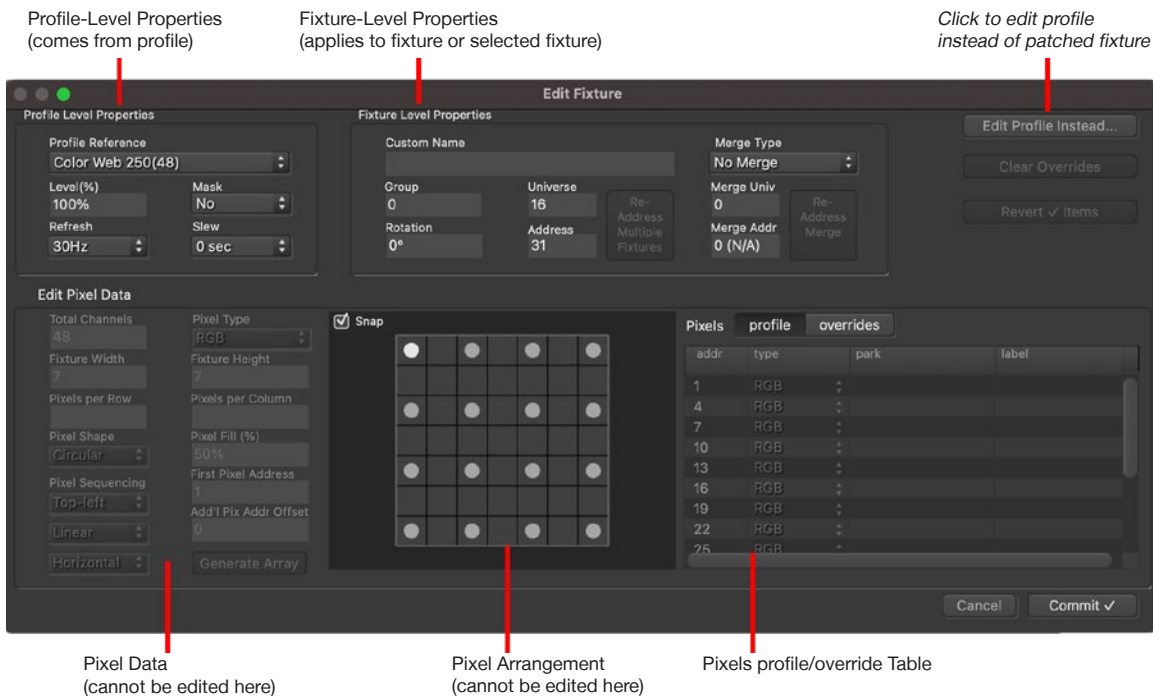 Profile-Level Properties
(comes from profile)
Fixture-Level Properties
(applies to fixture or selected fixture)
Click to edit profile
instead of patched fixture
Edit Fixture
Profile Level Properties
Profile Reference
Color Web 250(48)
Level(%)
Mask
100%
No
Refresh
Slew
30Hz
0 sec
Fixture Level Properties
Custom Name
Merge Type
No Merge
Group
Universe
Merge Univ
0
16
0
Re-
Address
Multiple
Fixtures
Re-
Address
Merge
Rotation
Address
Merge Addr
0°
31
0 (N/A)
Edit Profile Instead...
Clear Overrides
Revert ✓ Items
Edit Pixel Data
Total Channels
Pixel Type
48
RGB
Fixture Width
Fixture Height
7
7
Pixels per Row
Pixels per Column
Pixel Shape
Pixel Fill (%)
Circular
50%
Pixel Sequencing
First Pixel Address
Top-left
1
Add'l Pix Addr Offset
Linear
0
Horizontal
Generate Array
Snap
Pixels
profile
overrides
addr type park label
1 RGB
4 RGB
7 RGB
10 RGB
13 RGB
16 RGB
19 RGB
22 RGB
25 RGB
Cancel
Commit ✓
Pixel Data
(cannot be edited here)
Pixel Arrangement
(cannot be edited here)
Pixels profile/override Table